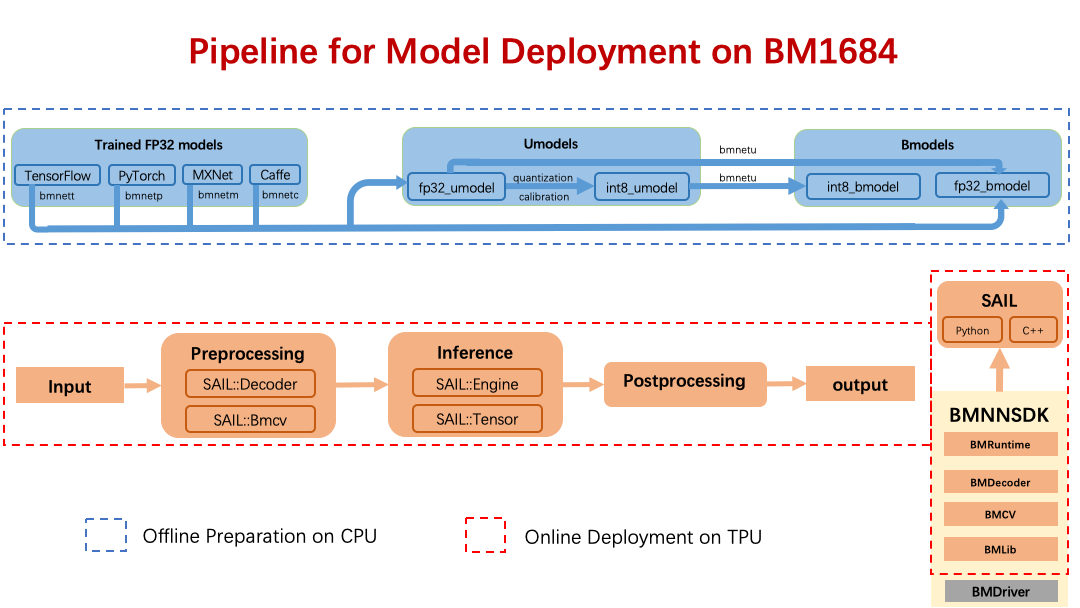 Pipeline for Model Deployment on BM1684
Trained FP32 models
TensorFlow
PyTorch
MXNet
Caffe
bmnett
bmnetp
bmnetm
bmnetc
Umodels
fp32_umodel
quantization
calibration
int8_umodel
bmnetu
bmnetu
Bmodels
int8_bmodel
fp32_bmodel
Input
Preprocessing
SAIL::Decoder
SAIL::Bmcv
Inference
SAIL::Engine
SAIL::Tensor
Postprocessing
output
SAIL
Python
C++
BMNNSDK
BMRuntime
BMDecoder
BMCV
BMLib
BMDriver
Offline Preparation on CPU
Online Deployment on TPU